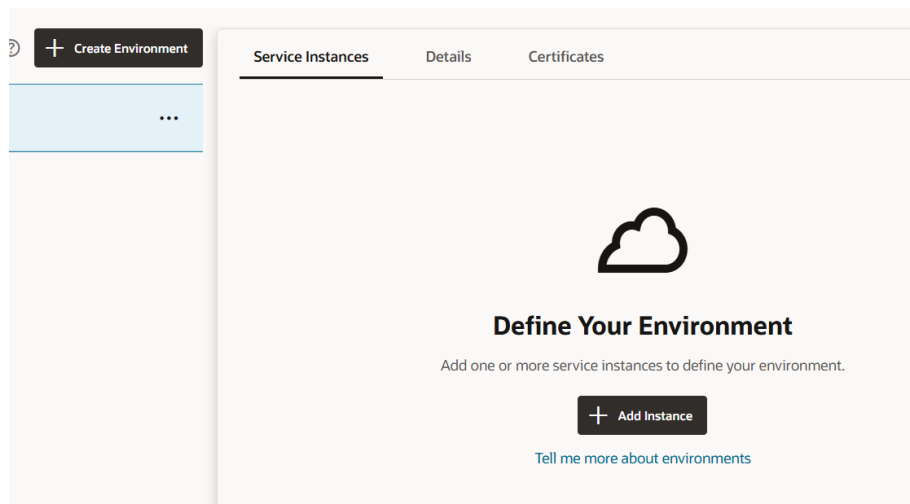 Create Environment
Service Instances Details Certificates
Define Your Environment
Add one or more service instances to define your environment.
Add Instance
Tell me more about environments